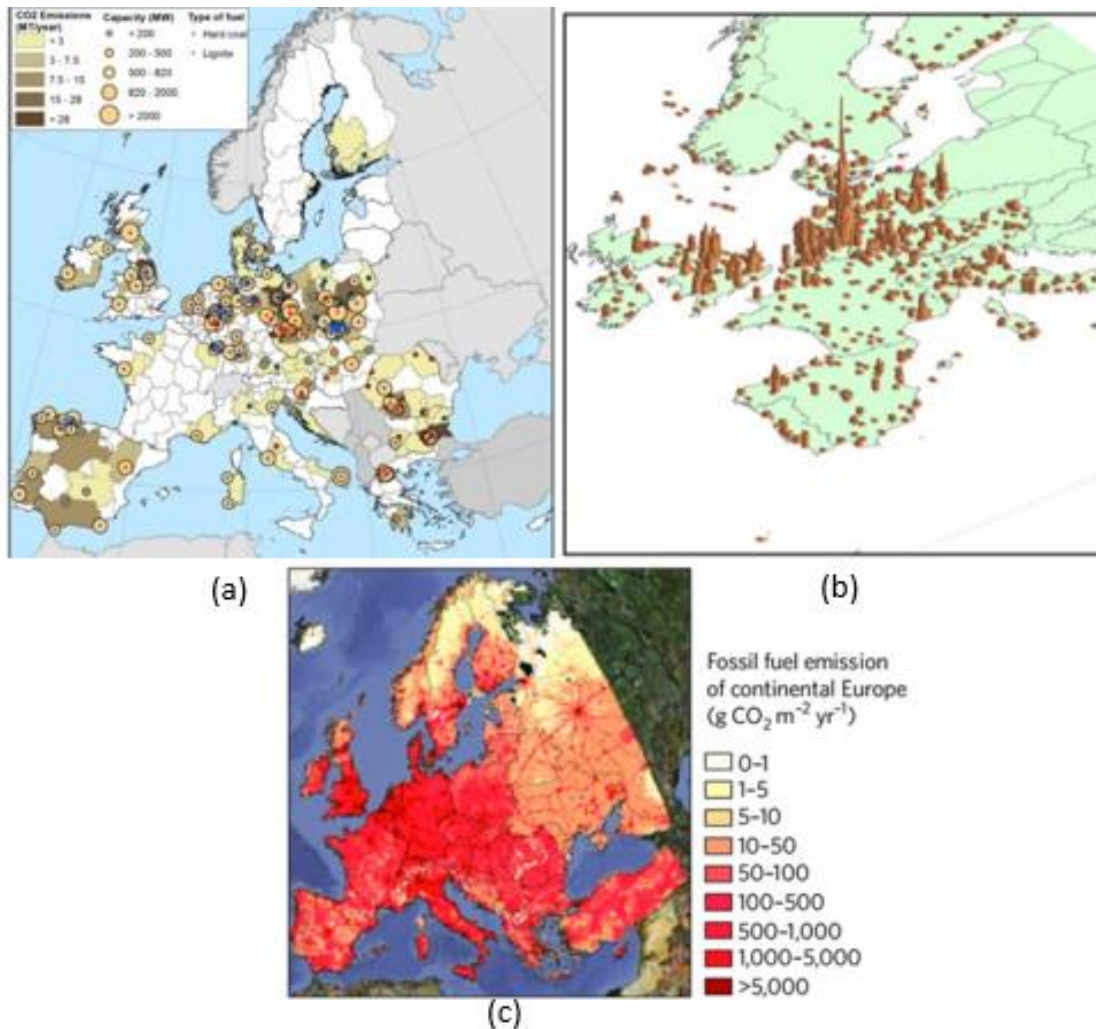 CO2 Emissions
(MT/year)
< 3
3 - 7.5
7.5 - 15
15 - 28
> 28
Capacity (MW)
< 200
200 - 500
500 - 820
820 - 2000
> 2000
Type of fuel
Hard coal
Lignite
(a)
(b)
Fossil fuel emission
of continental Europe
(g CO₂ m⁻² yr⁻¹)
0–1
1–5
5–10
10–50
50–100
100–500
500–1,000
1,000–5,000
>5,000
(c)